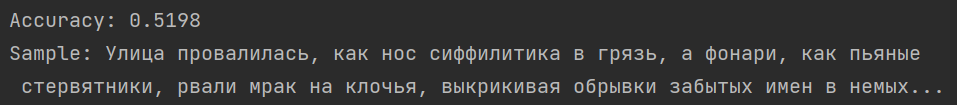 Accuracy: 0.5198
Sample: Улица провалилась, как нос сиффилитика в грязь, а фонари, как пьяные
стервятники, рвали мрак на клочья, выкрикивая обрывки забытых имен в немых...